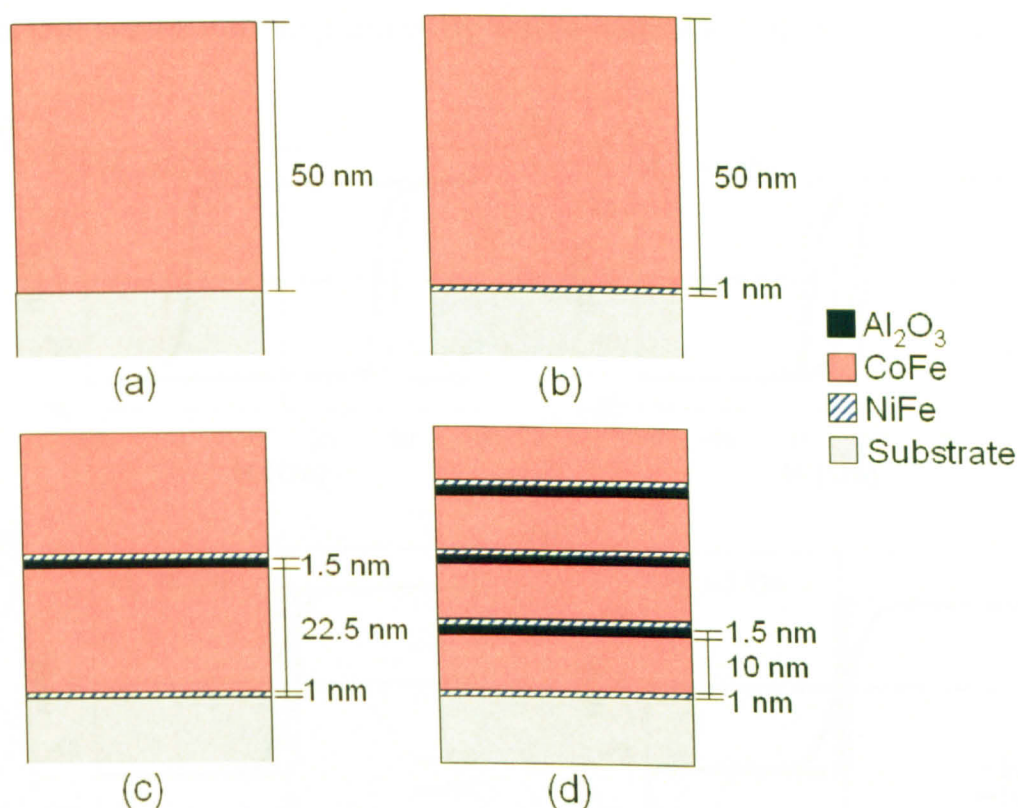 50 nm
(a)
50 nm
1 nm
(b)
Al₂O₃
CoFe
NiFe
Substrate
1.5 nm
22.5 nm
1 nm
(c)
1.5 nm
10 nm
1 nm
(d)